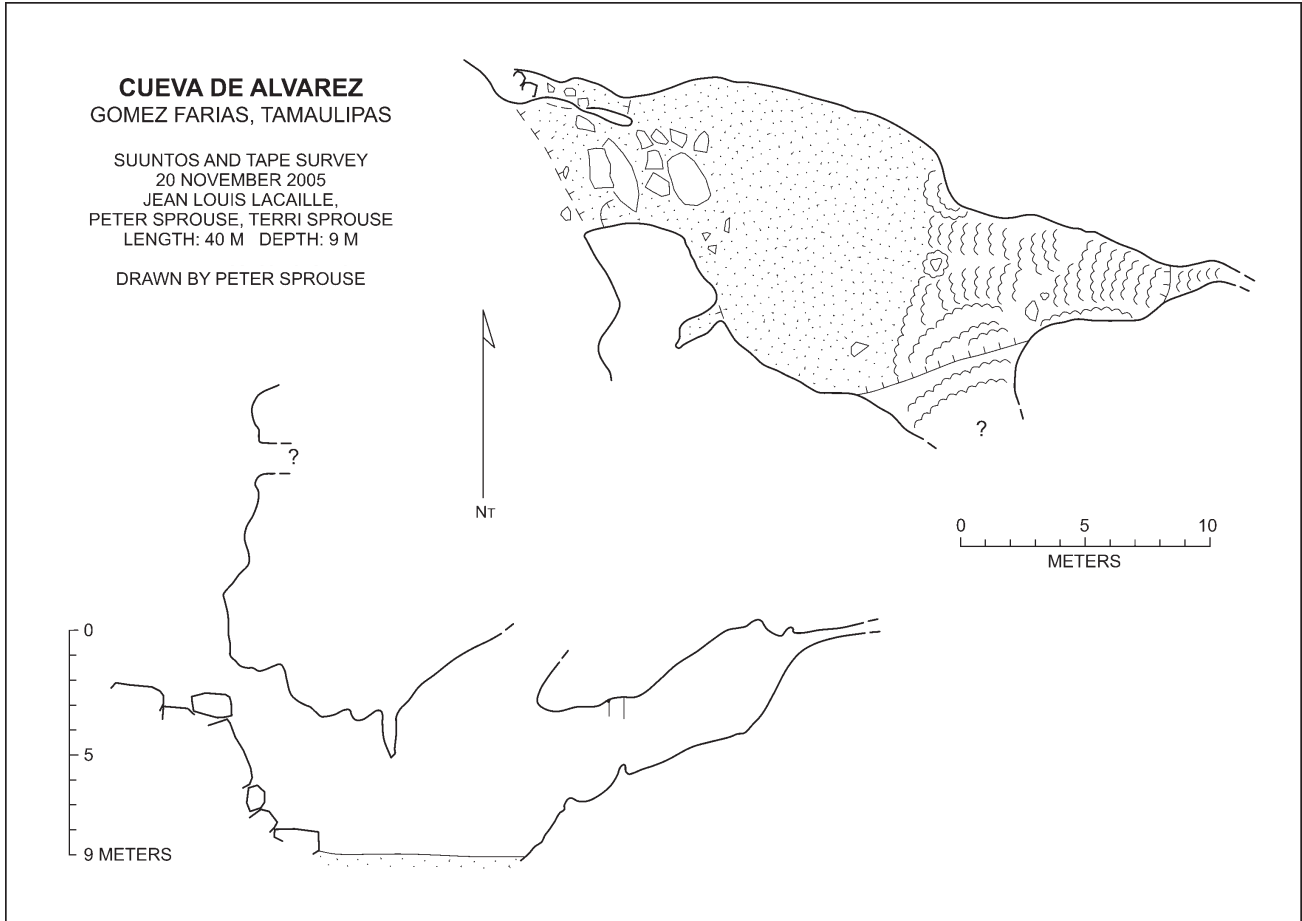 CUEVA DE ALVAREZ
GOMEZ FARIAS, TAMAULIPAS
SUUNTOS AND TAPE SURVEY
20 NOVEMBER 2005
JEAN LOUIS LACAILLE,
PETER SPROUSE, TERRI SPROUSE
LENGTH: 40 M DEPTH: 9 M
DRAWN BY PETER SPROUSE
?
?
NT
0 5 10
METERS
0
5
9 METERS